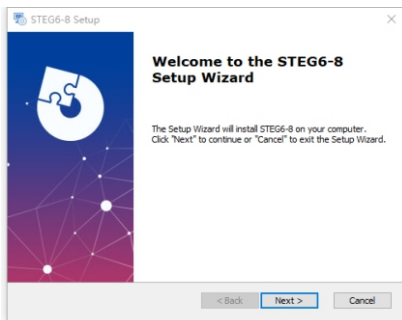 STEG6-8 Setup
Welcome to the STEG6-8
Setup Wizard
The Setup Wizard will install STEG6-8 on your computer.
Click "Next" to continue or "Cancel" to exit the Setup Wizard.
< Back Next > Cancel